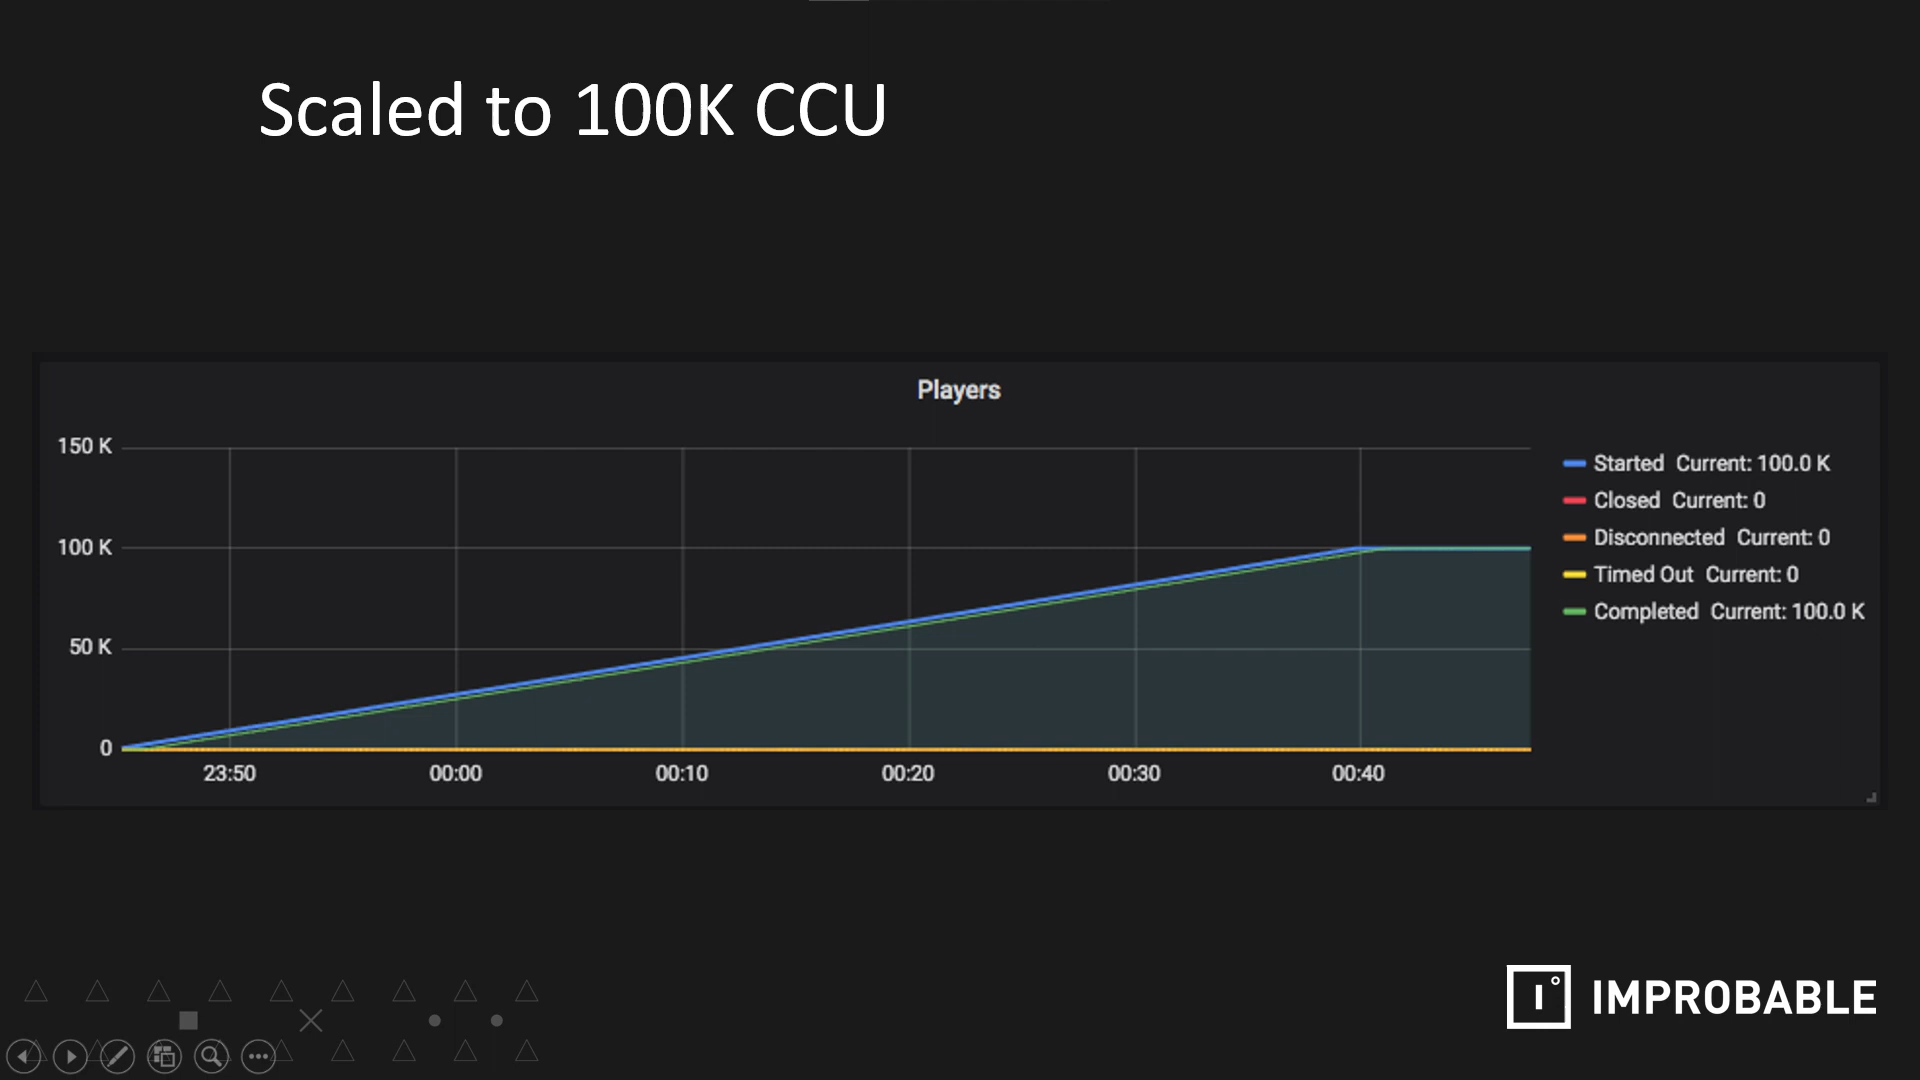 Scaled to 100K CCU
Players
150 K
100 K
50 K
0
23:50 00:00 00:10 00:20 00:30 00:40
Started Current: 100.0 K
Closed Current: 0
Disconnected Current: 0
Timed Out Current: 0
Completed Current: 100.0 K
IMPROBABLE